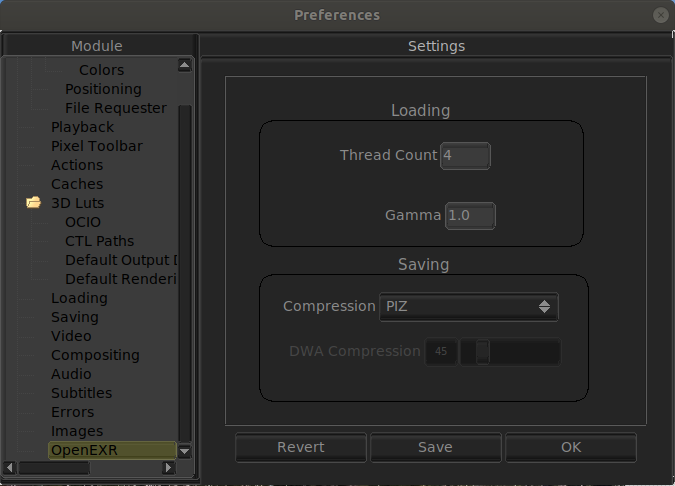 Preferences
Module
Settings
Colors
Positioning
File Requester
Playback
Pixel Toolbar
Actions
Caches
3D Luts
OCIO
CTL Paths
Default Output D
Default Renderi
Loading
Saving
Video
Compositing
Audio
Subtitles
Errors
Images
OpenEXR
Loading
Thread Count 4
Gamma 1.0
Saving
Compression PIZ
DWA Compression 45
Revert
Save
OK